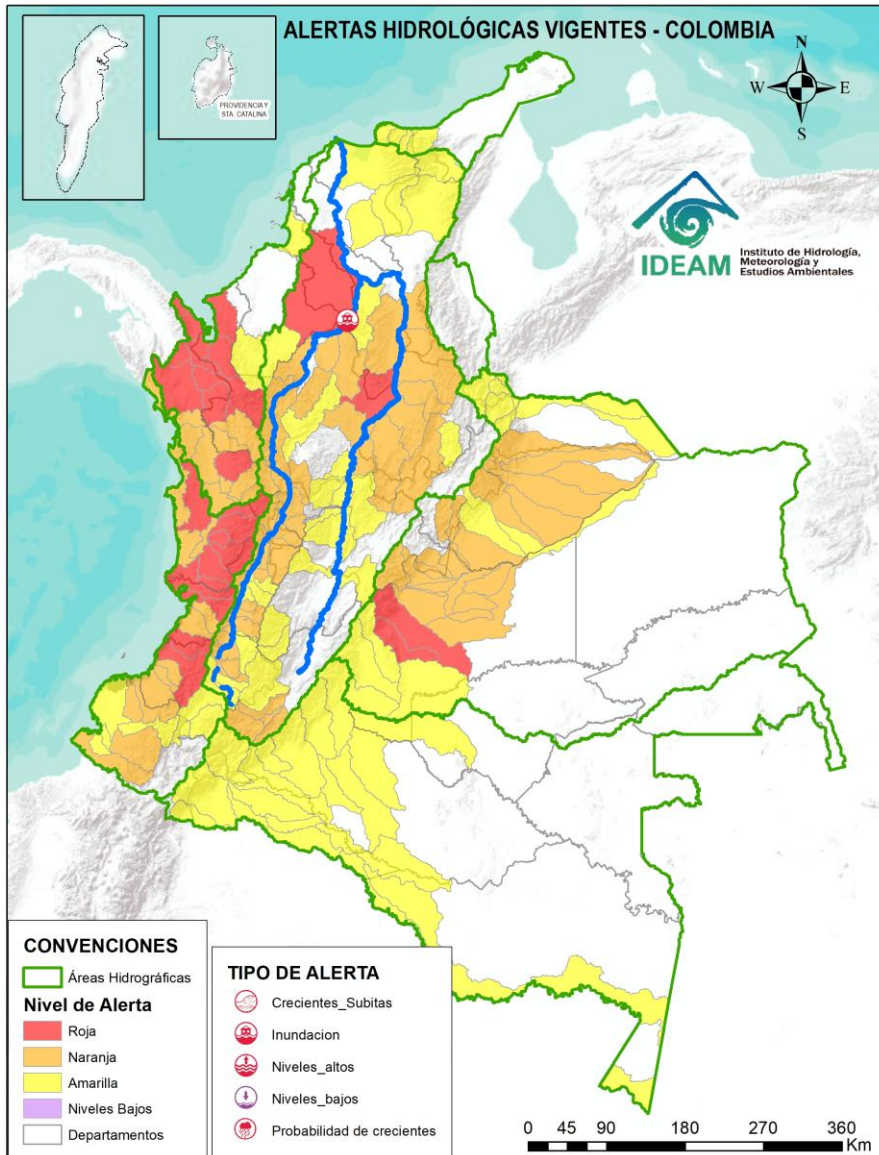 ALERTAS HIDROLÓGICAS VIGENTES - COLOMBIA
PROVIDENCIA Y
STA. CATALINA
N
W E
S
IDEAM
Instituto de Hidrología,
Meteorología y
Estudios Ambientales
CONVENCIONES
Áreas Hidrográficas
Nivel de Alerta
Roja
Naranja
Amarilla
Niveles Bajos
Departamentos
TIPO DE ALERTA
Crecientes_Subitas
Inundacion
Niveles_altos
Niveles_bajos
Probabilidad de crecientes
0 45 90 180 270 360
Km